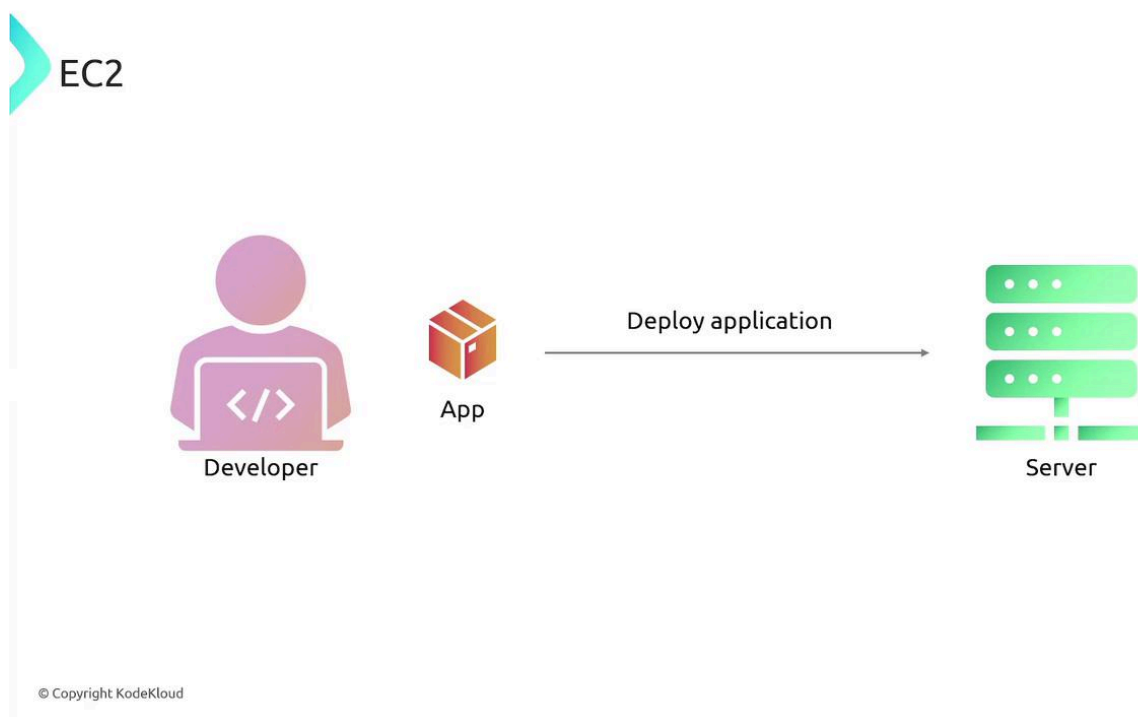 EC2
Deploy application
App
Developer
Server
© Copyright KodeKloud